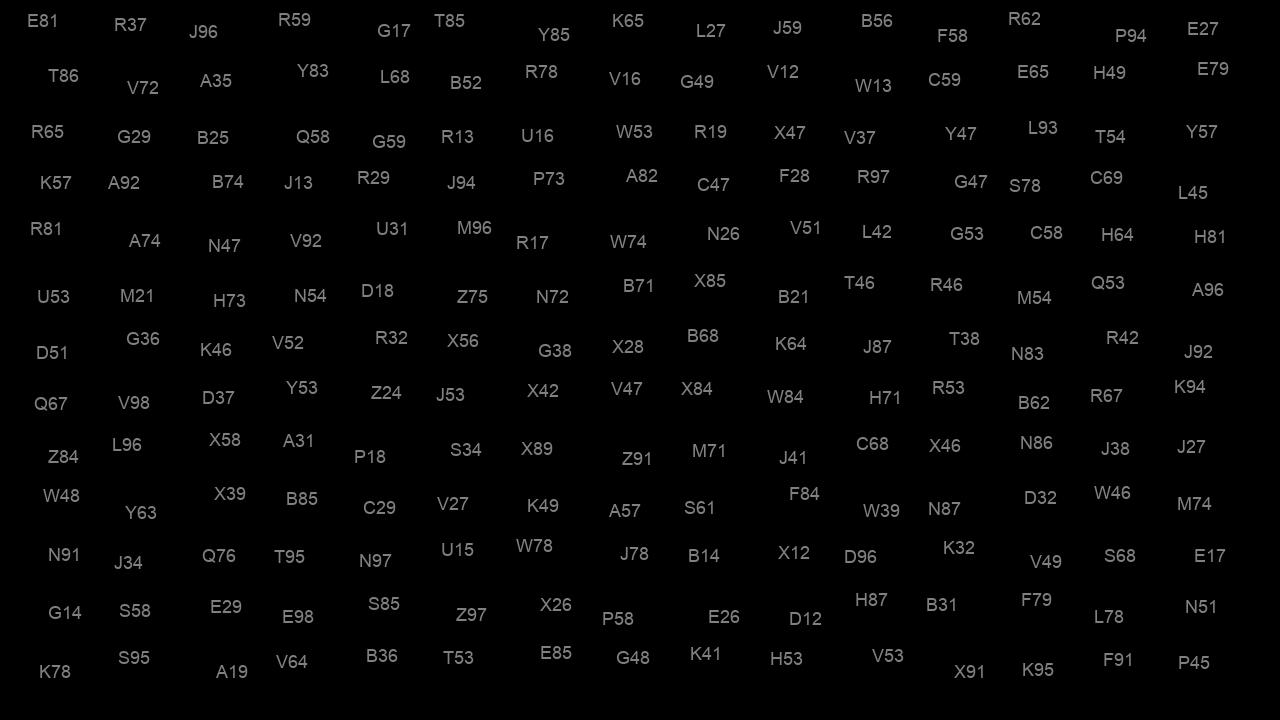 E81 R37 J96 R59 G17 T85 Y85 K65 L27 J59 B56 F58 R62 P94 E27
T86 V72 A35 Y83 L68 B52 R78 V16 G49 V12 W13 C59 E65 H49 E79
R65 G29 B25 Q58 G59 R13 U16 W53 R19 X47 V37 Y47 L93 T54 Y57
K57 A92 B74 J13 R29 J94 P73 A82 C47 F28 R97 G47 S78 C69 L45
R81 A74 N47 V92 U31 M96 R17 W74 N26 V51 L42 G53 C58 H64 H81
U53 M21 H73 N54 D18 Z75 N72 B71 X85 B21 T46 R46 M54 Q53 A96
D51 G36 K46 V52 R32 X56 G38 X28 B68 K64 J87 T38 N83 R42 J92
Q67 V98 D37 Y53 Z24 J53 X42 V47 X84 W84 H71 R53 B62 R67 K94
Z84 L96 X58 A31 P18 S34 X89 Z91 M71 J41 C68 X46 N86 J38 J27
W48 Y63 X39 B85 C29 V27 K49 A57 S61 F84 W39 N87 D32 W46 M74
N91 J34 Q76 T95 N97 U15 W78 J78 B14 X12 D96 K32 V49 S68 E17
G14 S58 E29 E98 S85 Z97 X26 P58 E26 D12 H87 B31 F79 L78 N51
K78 S95 A19 V64 B36 T53 E85 G48 K41 H53 V53 X91 K95 F91 P45